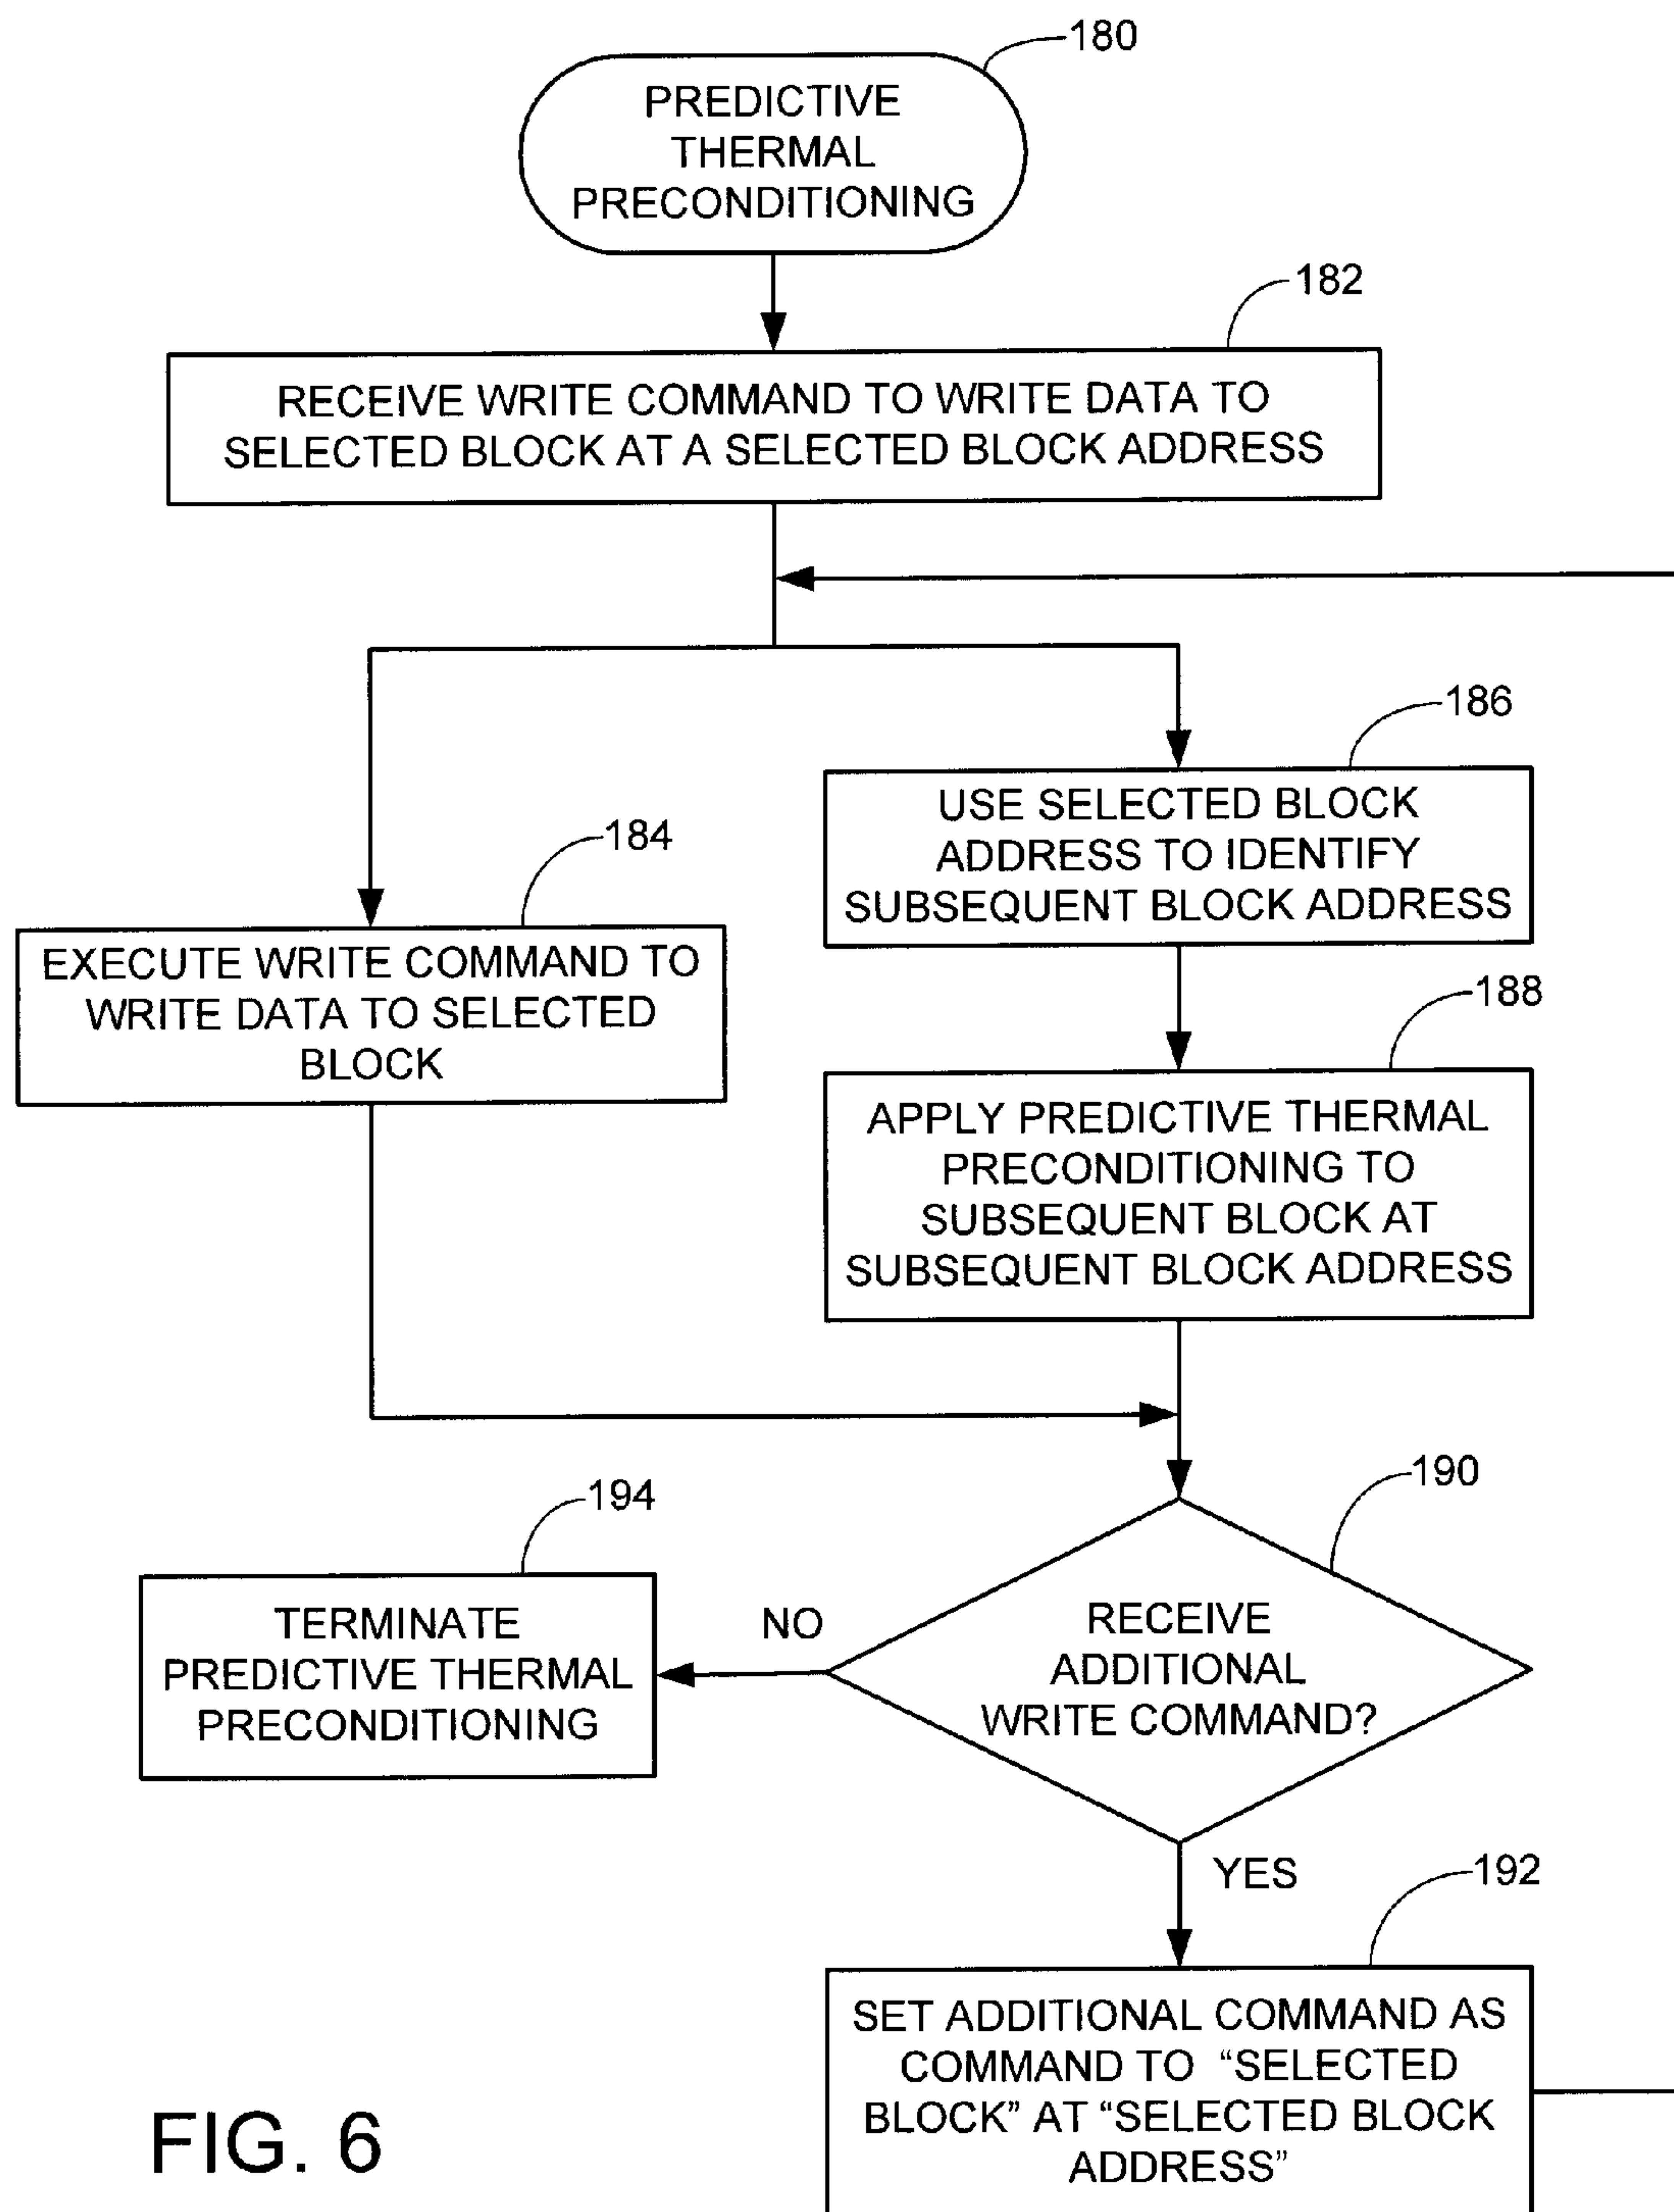 180
PREDICTIVE
THERMAL
PRECONDITIONING
182
RECEIVE WRITE COMMAND TO WRITE DATA TO
SELECTED BLOCK AT A SELECTED BLOCK ADDRESS
186
USE SELECTED BLOCK
ADDRESS TO IDENTIFY
SUBSEQUENT BLOCK ADDRESS
184
EXECUTE WRITE COMMAND TO
WRITE DATA TO SELECTED
BLOCK
188
APPLY PREDICTIVE THERMAL
PRECONDITIONING TO
SUBSEQUENT BLOCK AT
SUBSEQUENT BLOCK ADDRESS
190
RECEIVE
ADDITIONAL
WRITE COMMAND?
NO
194
TERMINATE
PREDICTIVE THERMAL
PRECONDITIONING
YES
192
SET ADDITIONAL COMMAND AS
COMMAND TO “SELECTED
BLOCK” AT “SELECTED BLOCK
ADDRESS”
FIG. 6